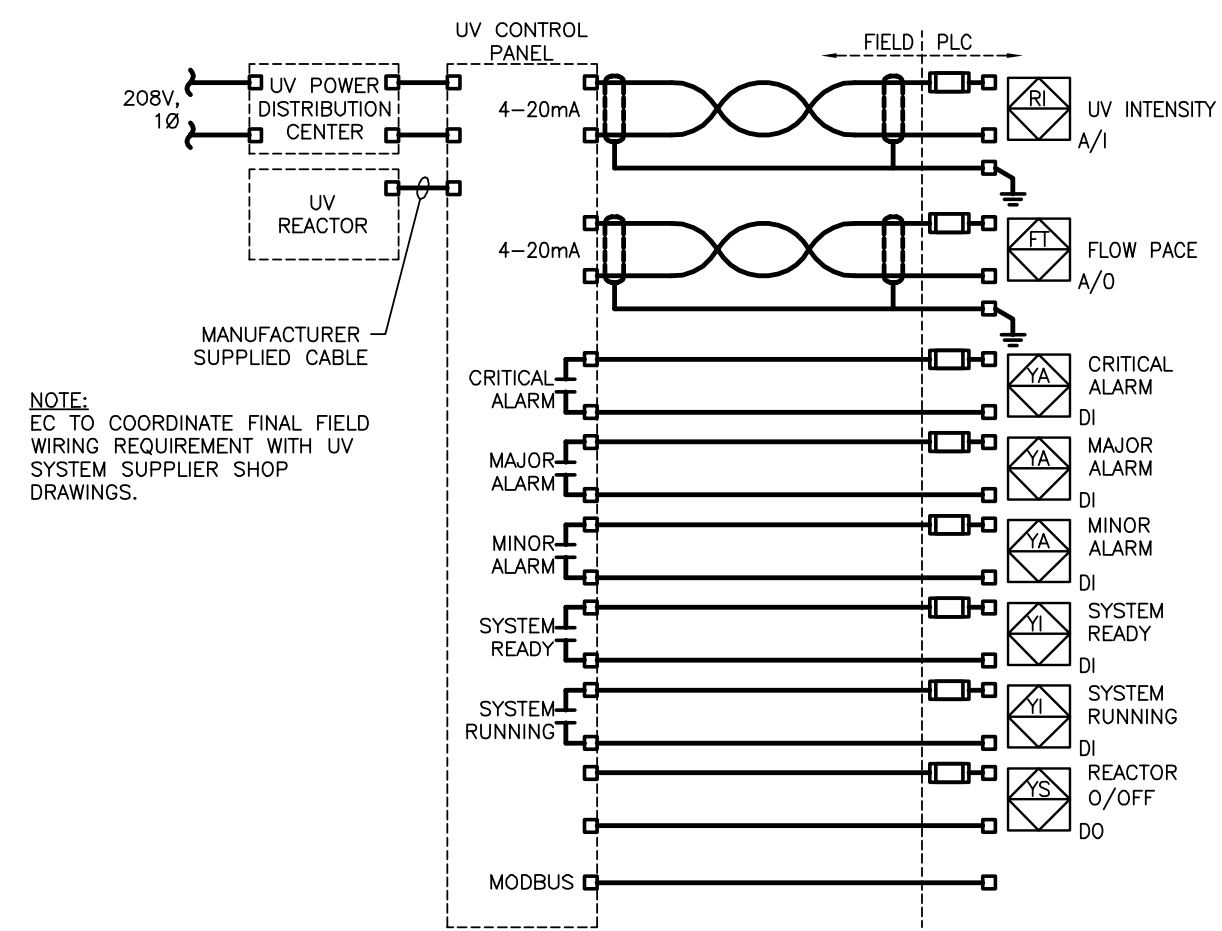 UV CONTROL
PANEL
FIELD PLC
208V,
1Ø
UV POWER
DISTRIBUTION
CENTER
4-20mA
RI
UV INTENSITY
A/I
UV
REACTOR
4-20mA
FT
FLOW PACE
A/O
MANUFACTURER
SUPPLIED CABLE
NOTE:
EC TO COORDINATE FINAL FIELD
WIRING REQUIREMENT WITH UV
SYSTEM SUPPLIER SHOP
DRAWINGS.
CRITICAL
ALARM
YA
CRITICAL
ALARM
DI
MAJOR
ALARM
YA
MAJOR
ALARM
DI
MINOR
ALARM
YA
MINOR
ALARM
DI
SYSTEM
READY
YI
SYSTEM
READY
DI
SYSTEM
RUNNING
YI
SYSTEM
RUNNING
DI
YS
REACTOR
O/OFF
DO
MODBUS